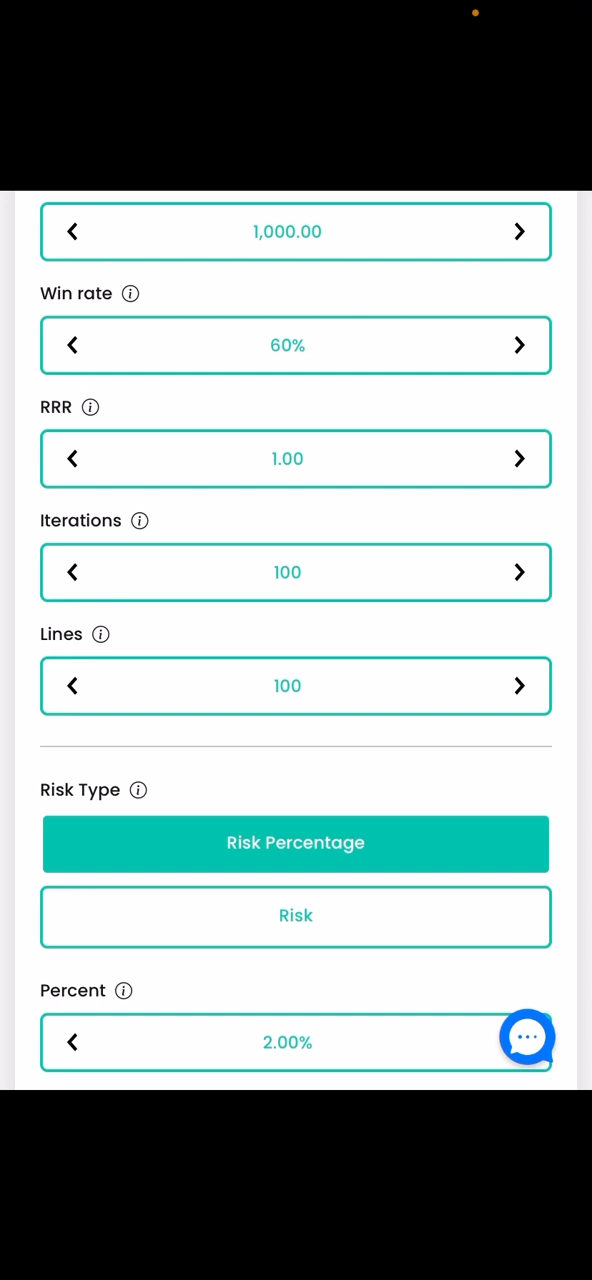 1,000.00
Win rate
60%
RRR
1.00
Iterations
100
Lines
100
Risk Type
Risk Percentage
Risk
Percent
2.00%